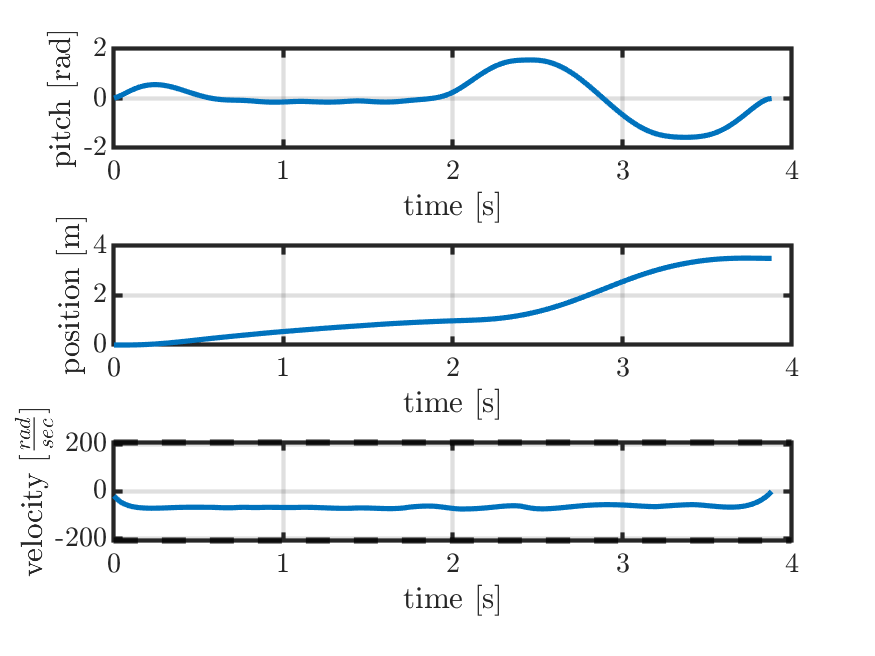 pitch [rad]
2
0
-2
0 1 2 3 4
time [s]
position [m]
4
2
0
0 1 2 3 4
time [s]
velocity [rad/sec]
200
0
-200
0 1 2 3 4
time [s]